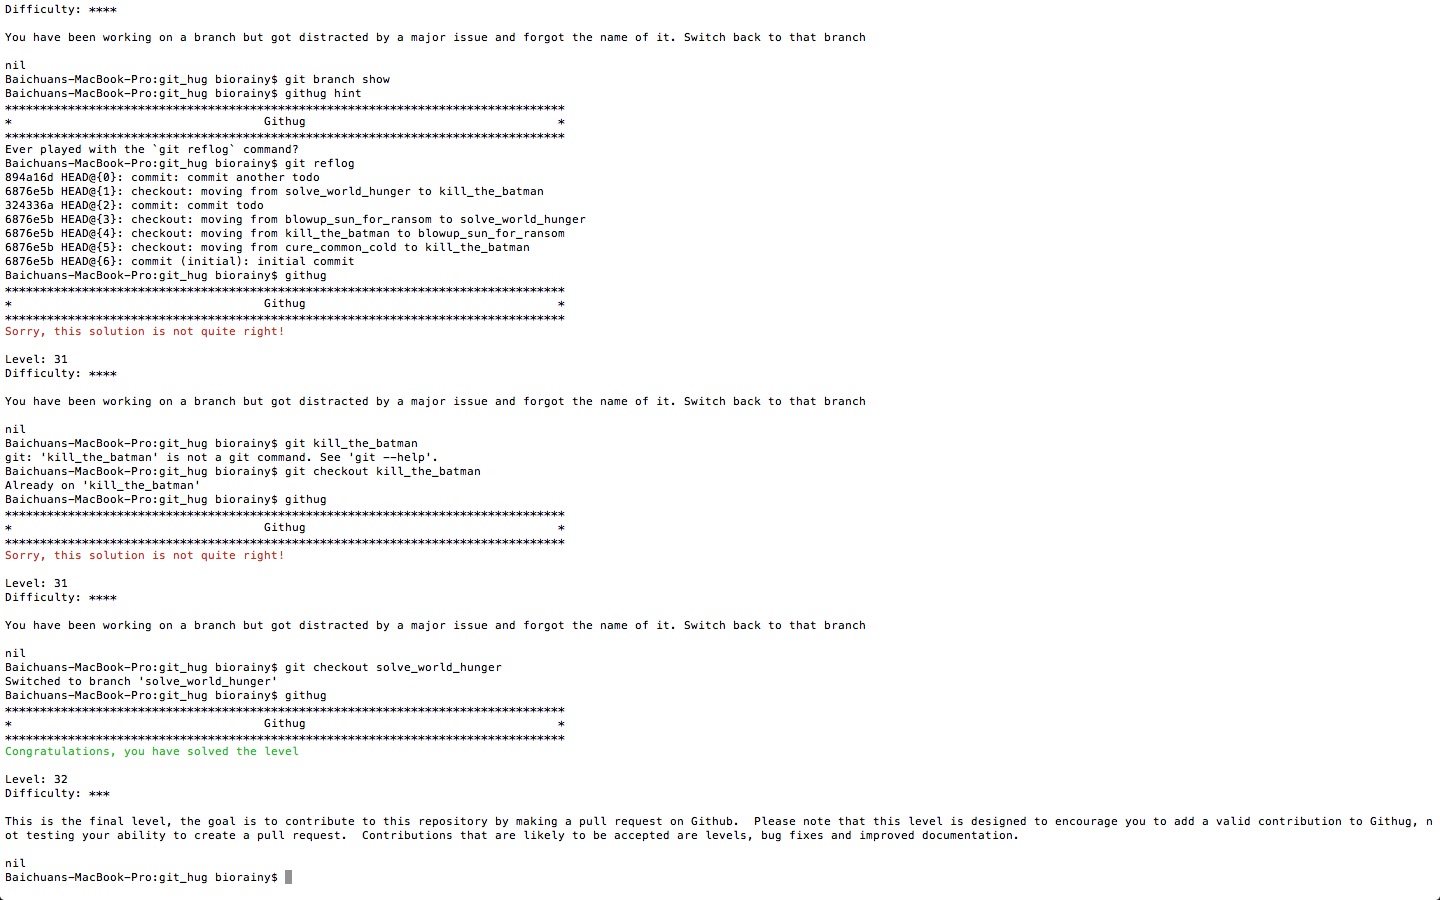 Difficulty: ****
You have been working on a branch but got distracted by a major issue and forgot the name of it. Switch back to that branch
nil
Baichuans-MacBook-Pro:git_hug biorainy$ git branch show
Baichuans-MacBook-Pro:git_hug biorainy$ githug hint
********************************************************************************
*                                    Githug                                    *
********************************************************************************
Ever played with the `git reflog` command?
Baichuans-MacBook-Pro:git_hug biorainy$ git reflog
894a16d HEAD@{0}: commit: commit another todo
6876e5b HEAD@{1}: checkout: moving from solve_world_hunger to kill_the_batman
324336a HEAD@{2}: commit: commit todo
6876e5b HEAD@{3}: checkout: moving from blowup_sun_for_ransom to solve_world_hunger
6876e5b HEAD@{4}: checkout: moving from kill_the_batman to blowup_sun_for_ransom
6876e5b HEAD@{5}: checkout: moving from cure_common_cold to kill_the_batman
6876e5b HEAD@{6}: commit (initial): initial commit
Baichuans-MacBook-Pro:git_hug biorainy$ githug
********************************************************************************
*                                    Githug                                    *
********************************************************************************
Sorry, this solution is not quite right!
Level: 31
Difficulty: ****
You have been working on a branch but got distracted by a major issue and forgot the name of it. Switch back to that branch
nil
Baichuans-MacBook-Pro:git_hug biorainy$ git kill_the_batman
git: 'kill_the_batman' is not a git command. See 'git --help'.
Baichuans-MacBook-Pro:git_hug biorainy$ git checkout kill_the_batman
Already on 'kill_the_batman'
Baichuans-MacBook-Pro:git_hug biorainy$ githug
********************************************************************************
*                                    Githug                                    *
********************************************************************************
Sorry, this solution is not quite right!
Level: 31
Difficulty: ****
You have been working on a branch but got distracted by a major issue and forgot the name of it. Switch back to that branch
nil
Baichuans-MacBook-Pro:git_hug biorainy$ git checkout solve_world_hunger
Switched to branch 'solve_world_hunger'
Baichuans-MacBook-Pro:git_hug biorainy$ githug
********************************************************************************
*                                    Githug                                    *
********************************************************************************
Congratulations, you have solved the level
Level: 32
Difficulty: ***
This is the final level, the goal is to contribute to this repository by making a pull request on Github.  Please note that this level is designed to encourage you to add a valid contribution to Githug, n
ot testing your ability to create a pull request.  Contributions that are likely to be accepted are levels, bug fixes and improved documentation.
nil
Baichuans-MacBook-Pro:git_hug biorainy$